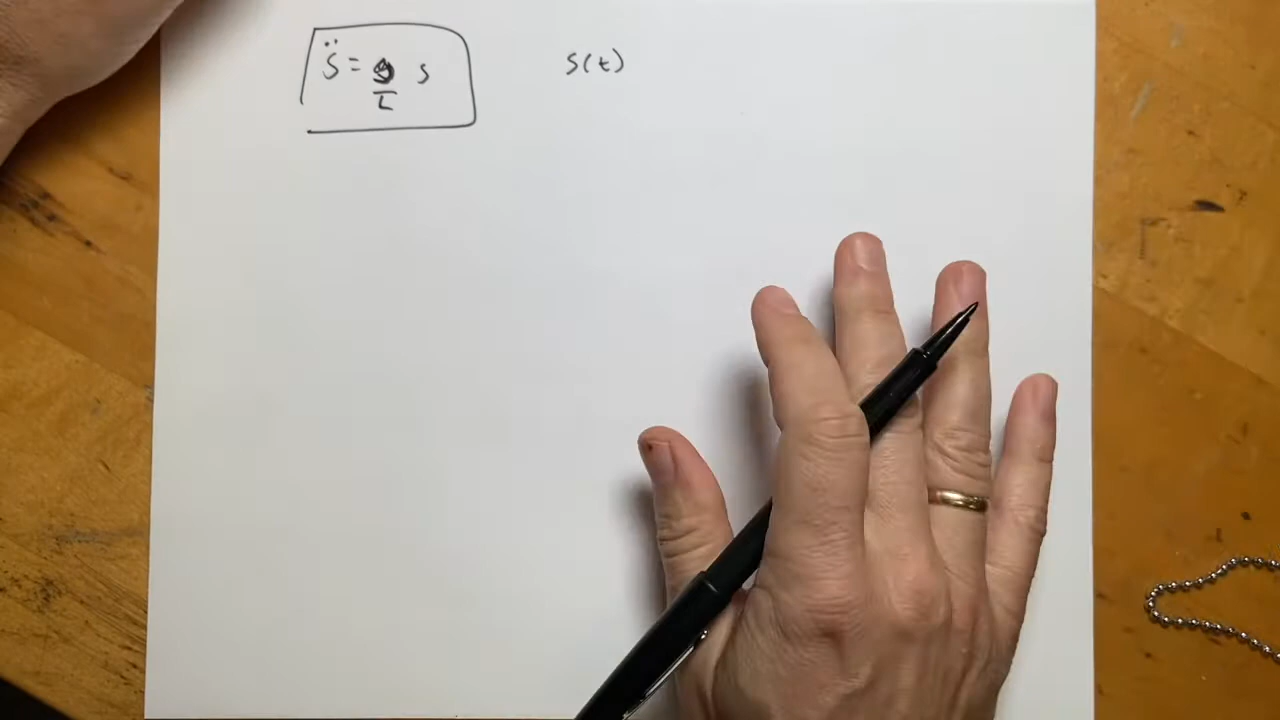 s̈ = g/L s
s(t)